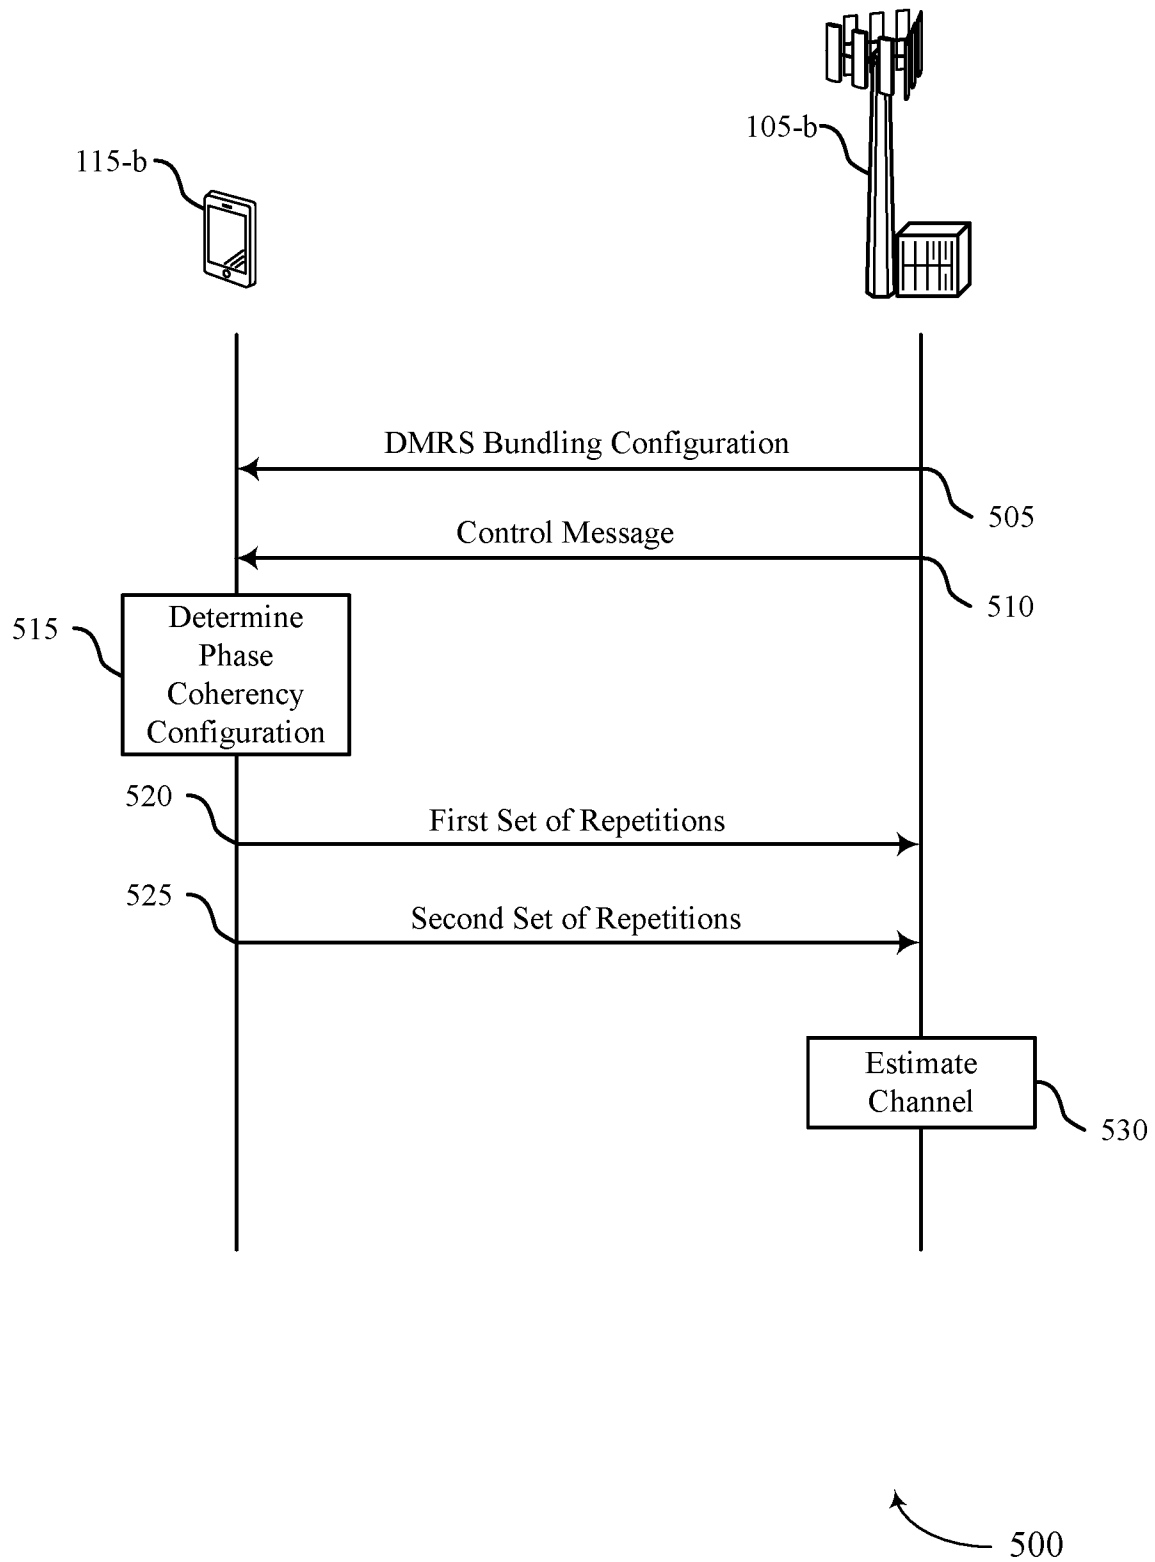 105-b
115-b
DMRS Bundling Configuration
505
Control Message
510
515
Determine
Phase
Coherency
Configuration
520
First Set of Repetitions
525
Second Set of Repetitions
Estimate
Channel
530
500